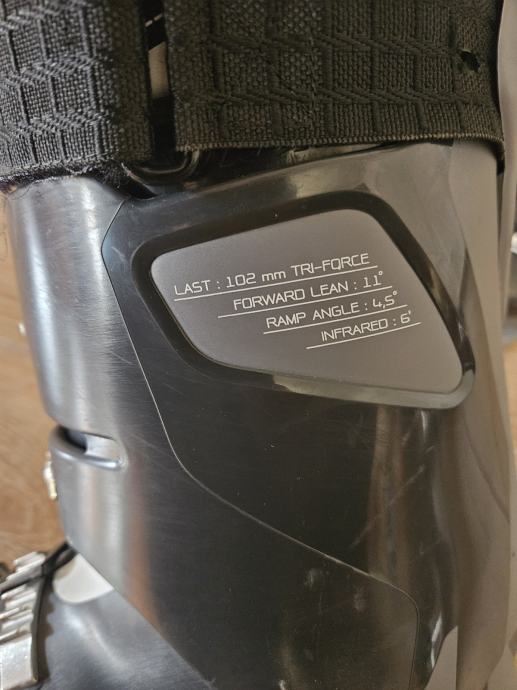 LAST : 102 mm TRI-FORCE
FORWARD LEAN : 11°
RAMP ANGLE : 4,5°
INFRARED : 6'